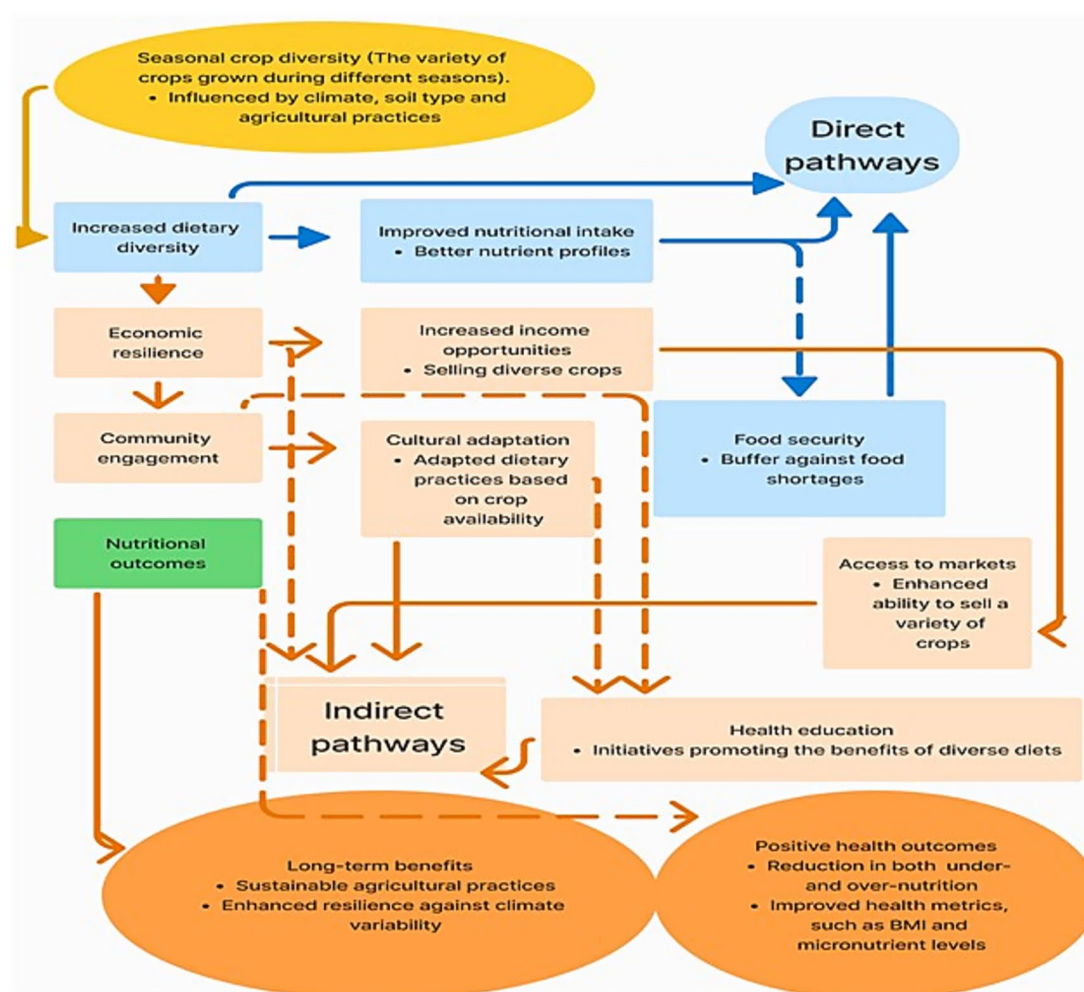 Seasonal crop diversity (The variety
of crops grown during different seasons).
• Influenced by climate, soil type and
agricultural practices
Direct
pathways
Increased dietary
diversity
Improved nutritional intake
• Better nutrient profiles
Economic
resilience
Increased income
opportunities
• Selling diverse crops
Community
engagement
Cultural adaptation
• Adapted dietary
practices based
on crop
availability
Food security
• Buffer against food
shortages
Nutritional
outcomes
Access to markets
• Enhanced
ability to sell a
variety of
crops
Indirect
pathways
Health education
• Initiatives promoting the benefits of diverse diets
Long-term benefits
• Sustainable agricultural practices
• Enhanced resilience against climate
variability
Positive health outcomes
• Reduction in both under-
and over-nutrition
• Improved health metrics,
such as BMI and
micronutrient levels